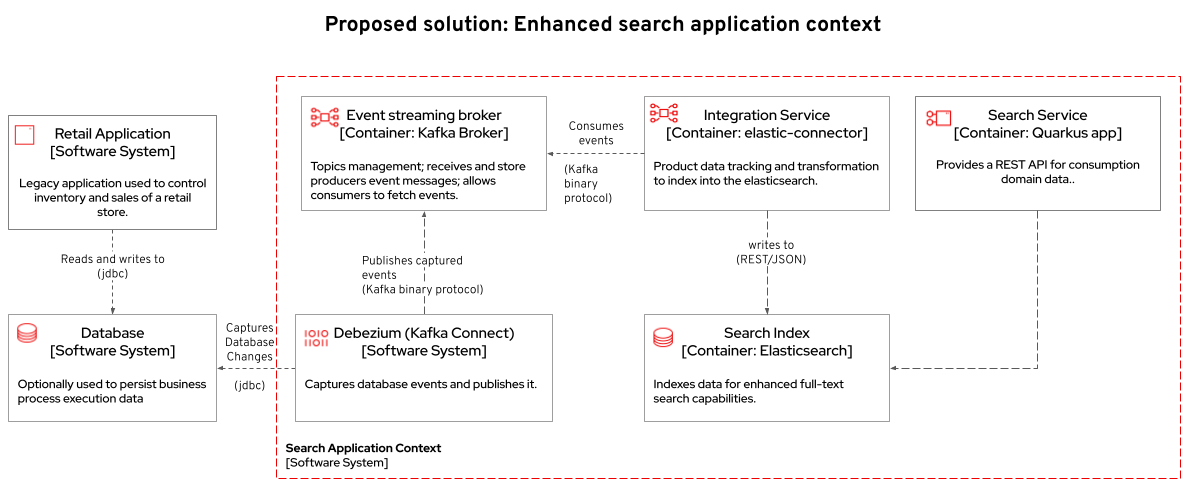 Proposed solution: Enhanced search application context
Retail Application
[Software System]
Legacy application used to control
inventory and sales of a retail
store.
Reads and writes to
(jdbc)
Database
[Software System]
Optionally used to persist business
process execution data
Captures
Database
Changes
(jdbc)
Event streaming broker
[Container: Kafka Broker]
Topics management; receives and store
producers event messages; allows
consumers to fetch events.
Publishes captured
events
(Kafka binary protocol)
Debezium (Kafka Connect)
[Software System]
Captures database events and publishes it.
Consumes
events
(Kafka
binary
protocol)
Integration Service
[Container: elastic-connector]
Product data tracking and transformation
to index into the elasticsearch.
writes to
(REST/JSON)
Search Index
[Container: Elasticsearch]
Indexes data for enhanced full-text
search capabilities.
Search Service
[Container: Quarkus app]
Provides a REST API for consumption
domain data..
Search Application Context
[Software System]